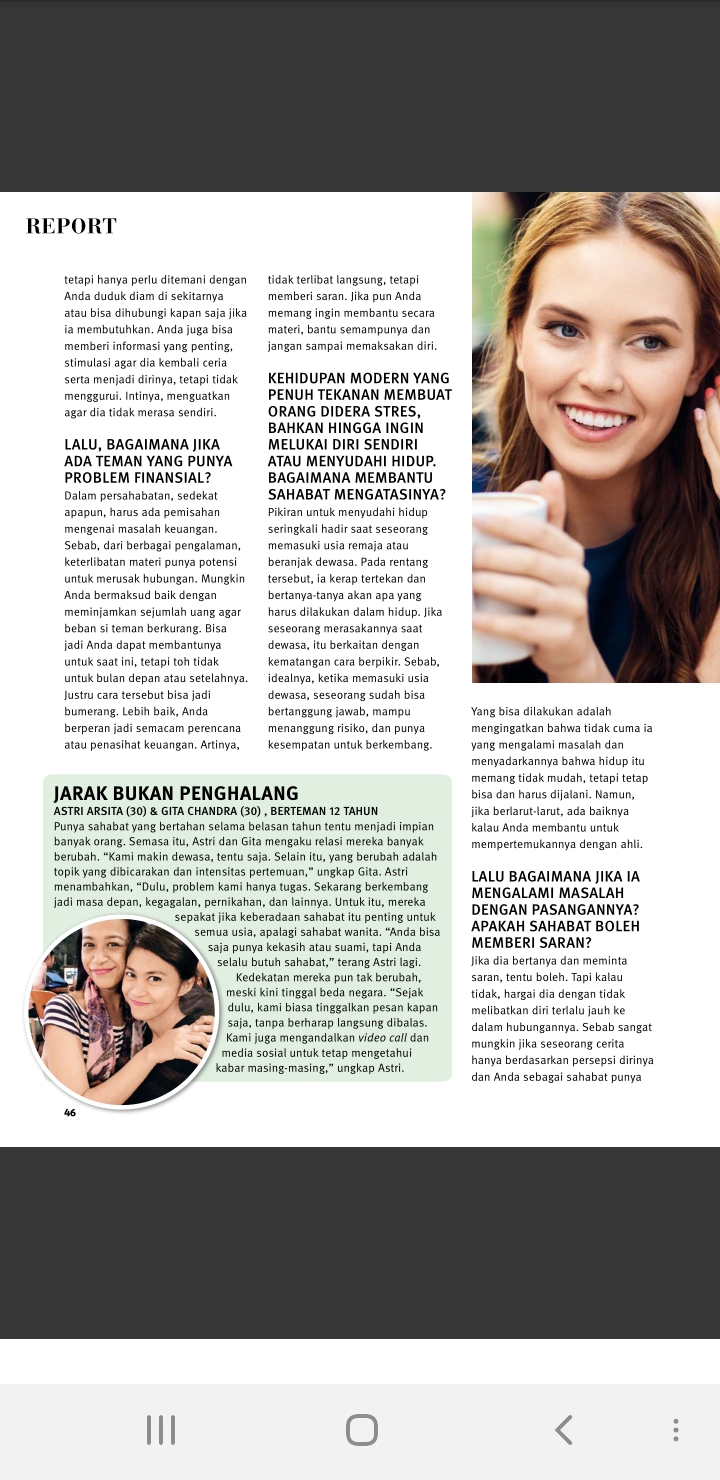 REPORT
tetapi hanya perlu ditemani dengan
Anda duduk diam di sekitarnya
atau bisa dihubungi kapan saja jika
ia membutuhkan. Anda juga bisa
memberi informasi yang penting,
stimulasi agar dia kembali ceria
serta menjadi dirinya, tetapi tidak
menggurui. Intinya, menguatkan
agar dia tidak merasa sendiri.
LALU, BAGAIMANA JIKA
ADA TEMAN YANG PUNYA
PROBLEM FINANSIAL?
Dalam persahabatan, sedekat
apapun, harus ada pemisahan
mengenai masalah keuangan.
Sebab, dari berbagai pengalaman,
keterlibatan materi punya potensi
untuk merusak hubungan. Mungkin
Anda bermaksud baik dengan
meminjamkan sejumlah uang agar
beban si teman berkurang. Bisa
jadi Anda dapat membantunya
untuk saat ini, tetapi toh tidak
untuk bulan depan atau setelahnya.
Justru cara tersebut bisa jadi
bumerang. Lebih baik, Anda
berperan jadi semacam perencana
atau penasihat keuangan. Artinya,
tidak terlibat langsung, tetapi
memberi saran. Jika pun Anda
memang ingin membantu secara
materi, bantu semampunya dan
jangan sampai memaksakan diri.
KEHIDUPAN MODERN YANG
PENUH TEKANAN MEMBUAT
ORANG DIDERA STRES,
BAHKAN HINGGA INGIN
MELUKAI DIRI SENDIRI
ATAU MENYUDAHI HIDUP.
BAGAIMANA MEMBANTU
SAHABAT MENGATASINYA?
Pikiran untuk menyudahi hidup
seringkali hadir saat seseorang
memasuki usia remaja atau
beranjak dewasa. Pada rentang
tersebut, ia kerap tertekan dan
bertanya-tanya akan apa yang
harus dilakukan dalam hidup. Jika
seseorang merasakannya saat
dewasa, itu berkaitan dengan
kematangan cara berpikir. Sebab,
idealnya, ketika memasuki usia
dewasa, seseorang sudah bisa
bertanggung jawab, mampu
menanggung risiko, dan punya
kesempatan untuk berkembang.
Yang bisa dilakukan adalah
mengingatkan bahwa tidak cuma ia
yang mengalami masalah dan
menyadarkannya bahwa hidup itu
memang tidak mudah, tetapi tetap
bisa dan harus dijalani. Namun,
jika berlarut-larut, ada baiknya
kalau Anda membantu untuk
mempertemukannya dengan ahli.
LALU BAGAIMANA JIKA IA
MENGALAMI MASALAH
DENGAN PASANGANNYA?
APAKAH SAHABAT BOLEH
MEMBERI SARAN?
Jika dia bertanya dan meminta
saran, tentu boleh. Tapi kalau
tidak, hargai dia dengan tidak
melibatkan diri terlalu jauh ke
dalam hubungannya. Sebab sangat
mungkin jika seseorang cerita
hanya berdasarkan persepsi dirinya
dan Anda sebagai sahabat punya
JARAK BUKAN PENGHALANG
ASTRI ARSITA (30) & GITA CHANDRA (30) , BERTEMAN 12 TAHUN
Punya sahabat yang bertahan selama belasan tahun tentu menjadi impian
banyak orang. Semasa itu, Astri dan Gita mengaku relasi mereka banyak
berubah. “Kami makin dewasa, tentu saja. Selain itu, yang berubah adalah
topik yang dibicarakan dan intensitas pertemuan,” ungkap Gita. Astri
menambahkan, “Dulu, problem kami hanya tugas. Sekarang berkembang
jadi masa depan, kegagalan, pernikahan, dan lainnya. Untuk itu, mereka
sepakat jika keberadaan sahabat itu penting untuk
semua usia, apalagi sahabat wanita. “Anda bisa
saja punya kekasih atau suami, tapi Anda
selalu butuh sahabat,” terang Astri lagi.
Kedekatan mereka pun tak berubah,
meski kini tinggal beda negara. “Sejak
dulu, kami biasa tinggalkan pesan kapan
saja, tanpa berharap langsung dibalas.
Kami juga mengandalkan video call dan
media sosial untuk tetap mengetahui
kabar masing-masing,” ungkap Astri.
46